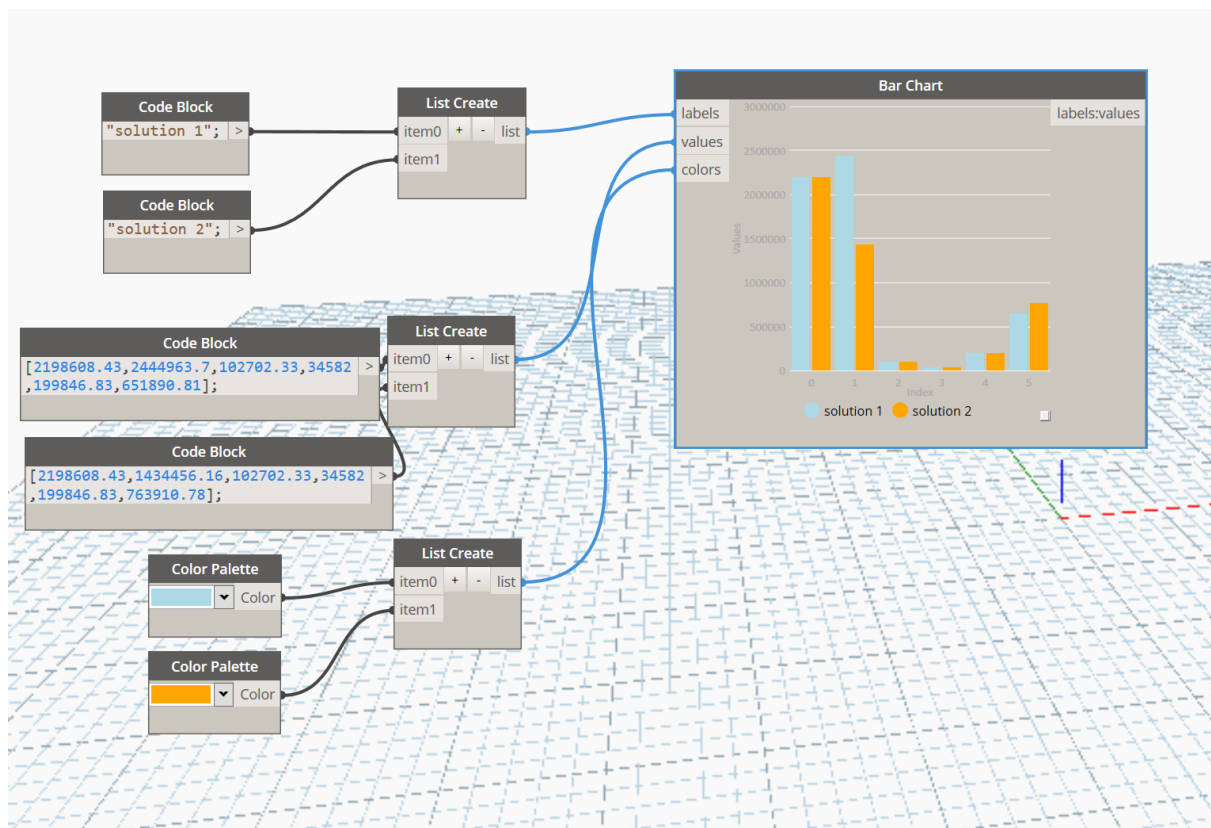 Code Block
"solution 1"; >
List Create
item0 + - list
item1
Code Block
"solution 2"; >
Bar Chart
labels
values
colors
labels:values
3000000
2500000
2000000
1500000
1000000
500000
0
Values
0 1 2 3 4 5
Index
solution 1 solution 2
Code Block
[2198608.43,2444963.7,102702.33,34582 >
,199846.83,651890.81];
List Create
item0 + - list
item1
Code Block
[2198608.43,1434456.16,102702.33,34582 >
,199846.83,763910.78];
Color Palette
Color
List Create
item0 + - list
item1
Color Palette
Color